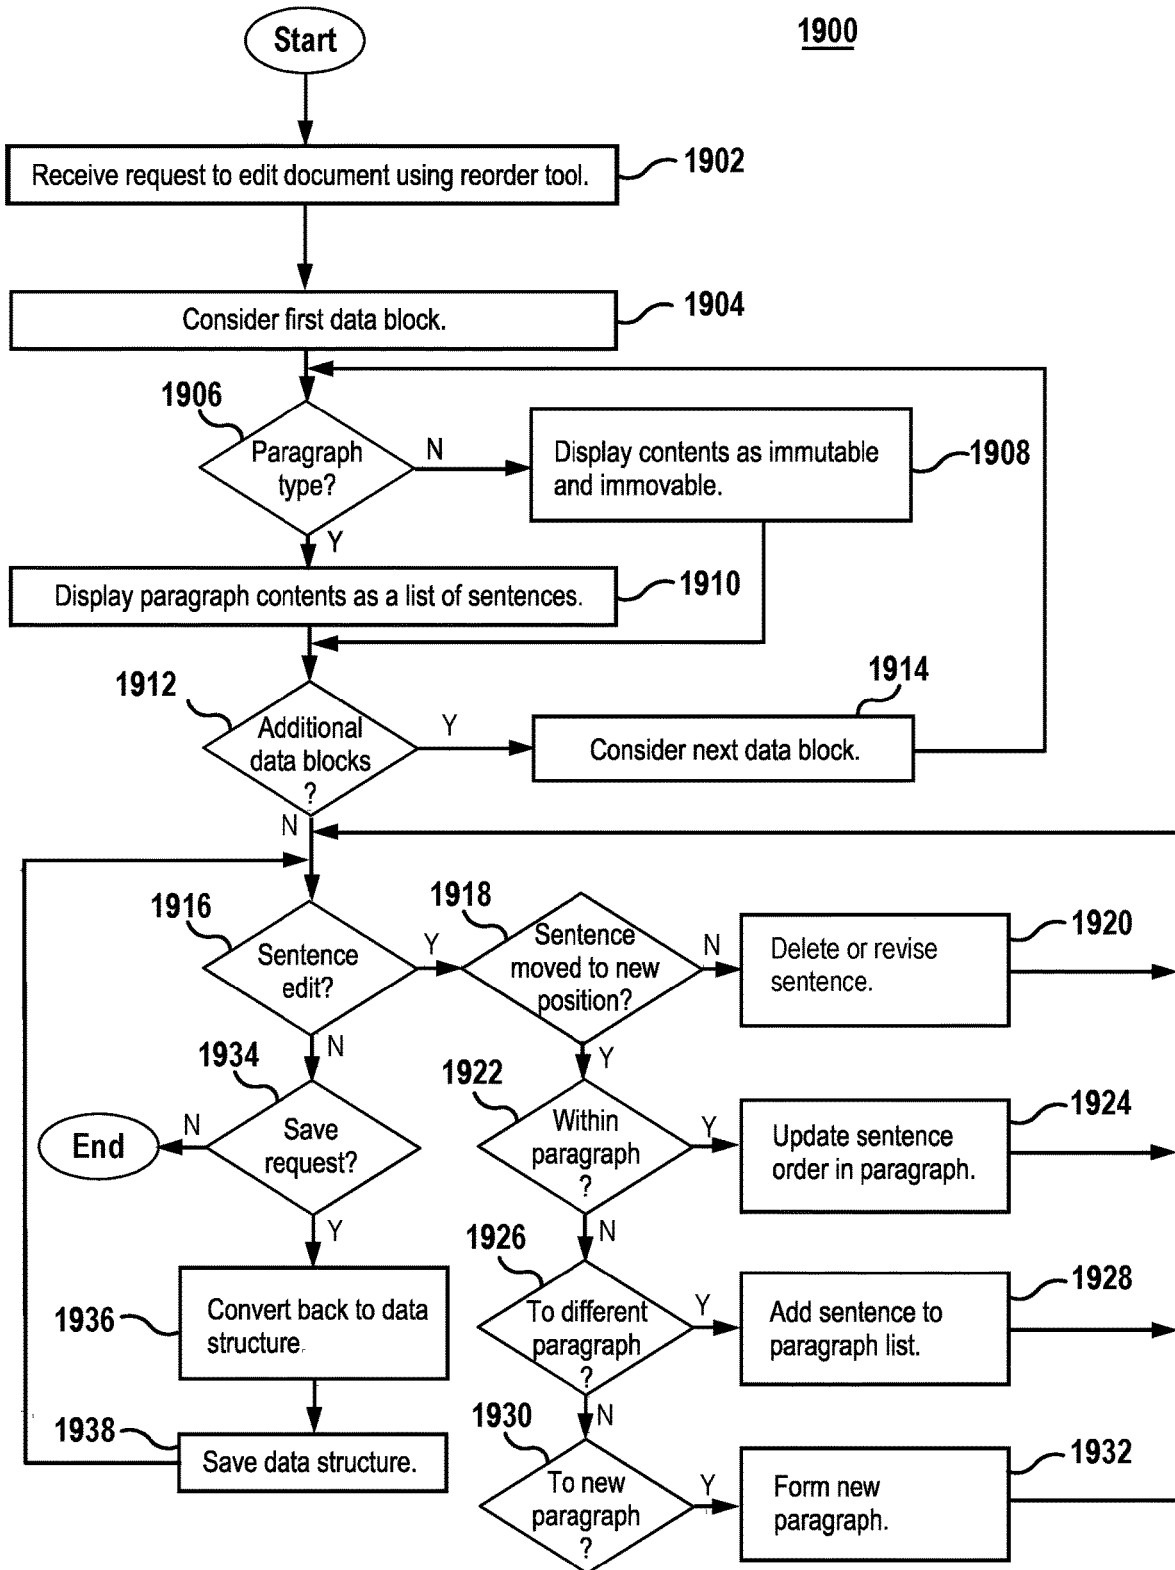 1900
Start
Receive request to edit document using reorder tool.
1902
Consider first data block.
1904
1906
Paragraph
type?
N
Display contents as immutable
and immovable.
1908
Y
Display paragraph contents as a list of sentences.
1910
1912
Additional
data blocks
?
Y
1914
Consider next data block.
N
1916
Sentence
edit?
Y
1918
Sentence
moved to new
position?
N
Delete or revise
sentence.
1920
N
Y
1934
Save
request?
N
End
1922
Within
paragraph
?
Y
Update sentence
order in paragraph.
1924
Y
N
1936
Convert back to data
structure.
1926
To different
paragraph
?
Y
Add sentence to
paragraph list.
1928
N
1938
Save data structure.
1930
To new
paragraph
?
Y
Form new
paragraph.
1932